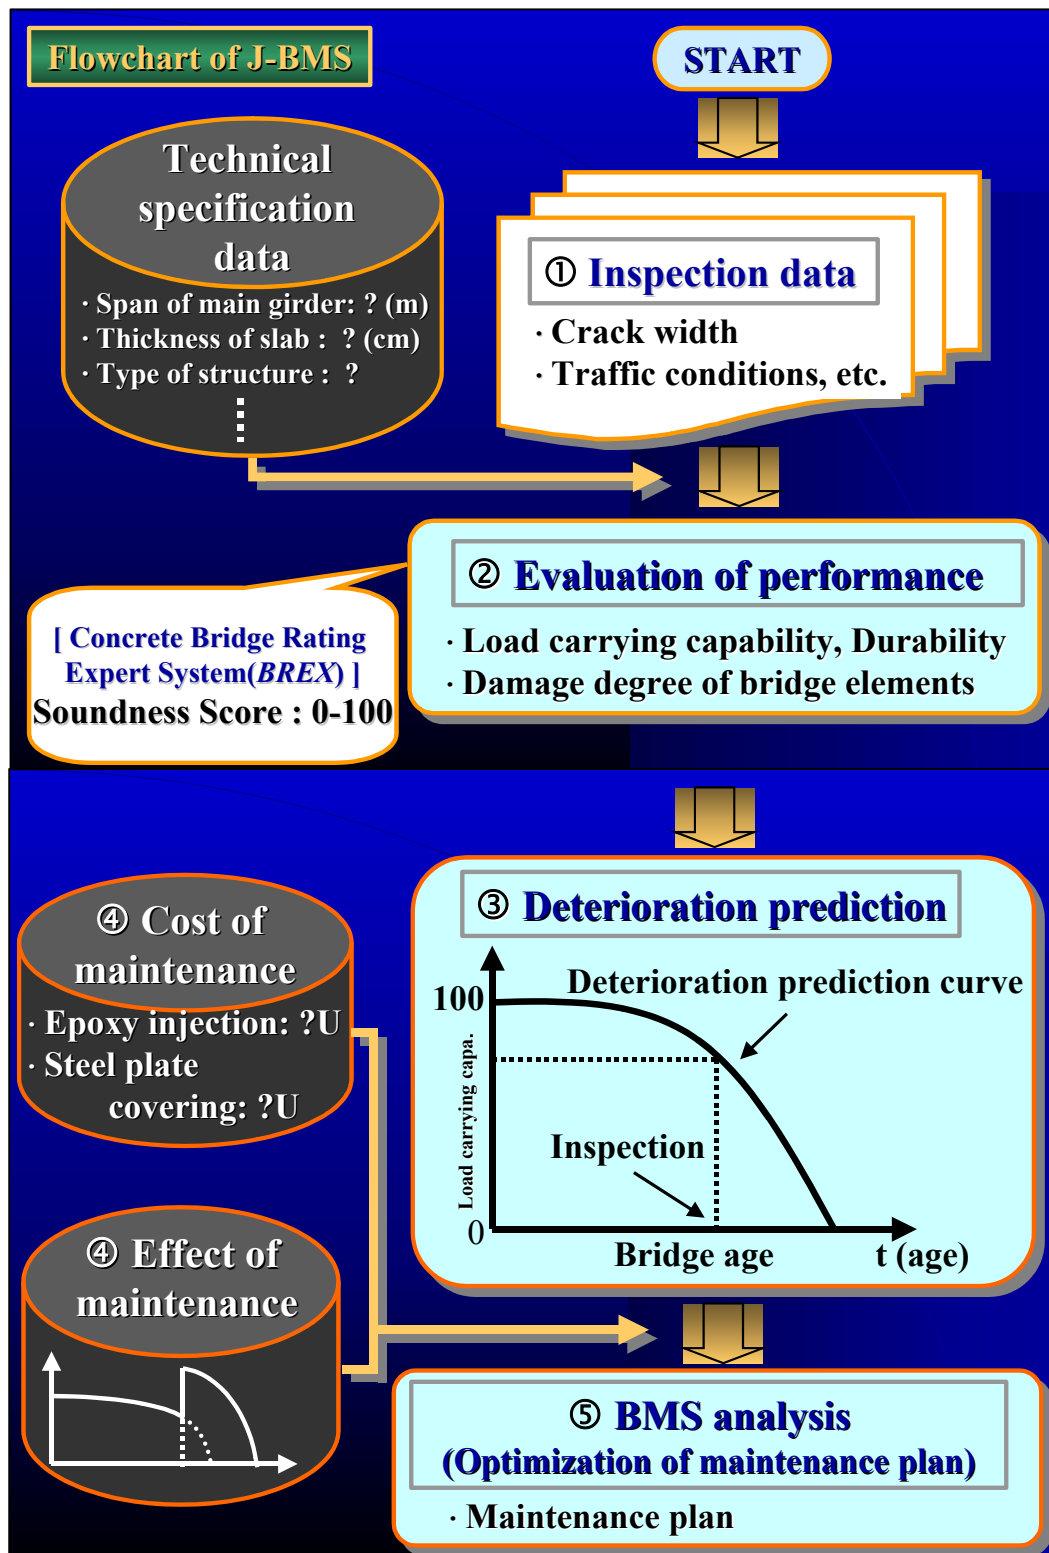 Flowchart of J-BMS
START
Technical
specification
data
· Span of main girder: ? (m)
· Thickness of slab : ? (cm)
· Type of structure : ?
① Inspection data
· Crack width
· Traffic conditions, etc.
② Evaluation of performance
· Load carrying capability, Durability
· Damage degree of bridge elements
[ Concrete Bridge Rating
Expert System(BREX) ]
Soundness Score : 0-100
③ Deterioration prediction
Deterioration prediction curve
100
Load carrying capa.
Inspection
0
Bridge age
t (age)
④ Cost of
maintenance
· Epoxy injection: ?U
· Steel plate
covering: ?U
④ Effect of
maintenance
⑤ BMS analysis
(Optimization of maintenance plan)
· Maintenance plan